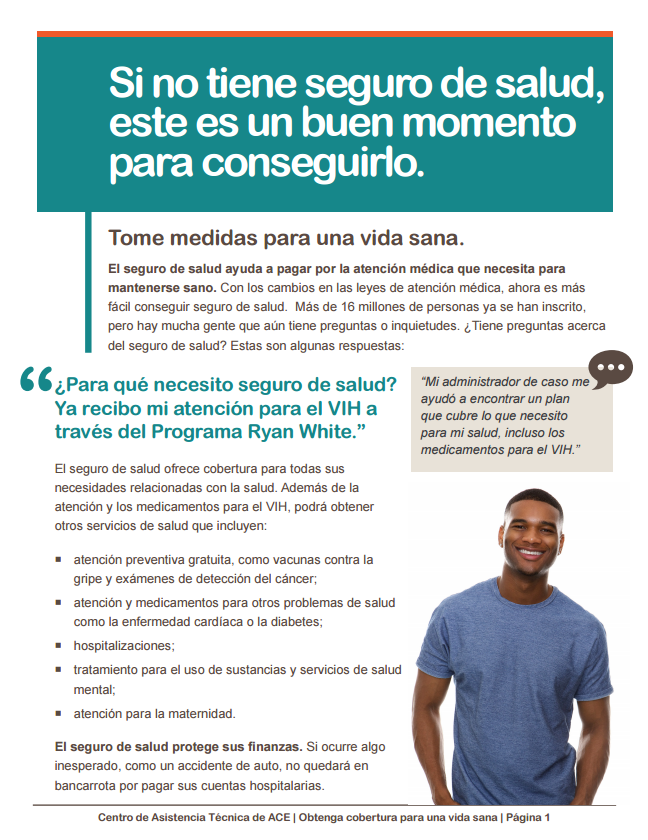 Si no tiene seguro de salud,
este es un buen momento
para conseguirlo.
Tome medidas para una vida sana.
El seguro de salud ayuda a pagar por la atención médica que necesita para
mantenerse sano. Con los cambios en las leyes de atención médica, ahora es más
fácil conseguir seguro de salud.  Más de 16 millones de personas ya se han inscrito,
pero hay mucha gente que aún tiene preguntas o inquietudes. ¿Tiene preguntas acerca
del seguro de salud? Estas son algunas respuestas:
“¿Para qué necesito seguro de salud?
Ya recibo mi atención para el VIH a
través del Programa Ryan White.”
El seguro de salud ofrece cobertura para todas sus
necesidades relacionadas con la salud. Además de la
atención y los medicamentos para el VIH, podrá obtener
otros servicios de salud que incluyen:
▪ atención preventiva gratuita, como vacunas contra la
gripe y exámenes de detección del cáncer;
▪ atención y medicamentos para otros problemas de salud
como la enfermedad cardíaca o la diabetes;
▪ hospitalizaciones;
▪ tratamiento para el uso de sustancias y servicios de salud
mental;
▪ atención para la maternidad.
El seguro de salud protege sus finanzas. Si ocurre algo
inesperado, como un accidente de auto, no quedará en
bancarrota por pagar sus cuentas hospitalarias.
“Mi administrador de caso me
ayudó a encontrar un plan
que cubre lo que necesito
para mi salud, incluso los
medicamentos para el VIH.”
Centro de Asistencia Técnica de ACE | Obtenga cobertura para una vida sana | Página 1